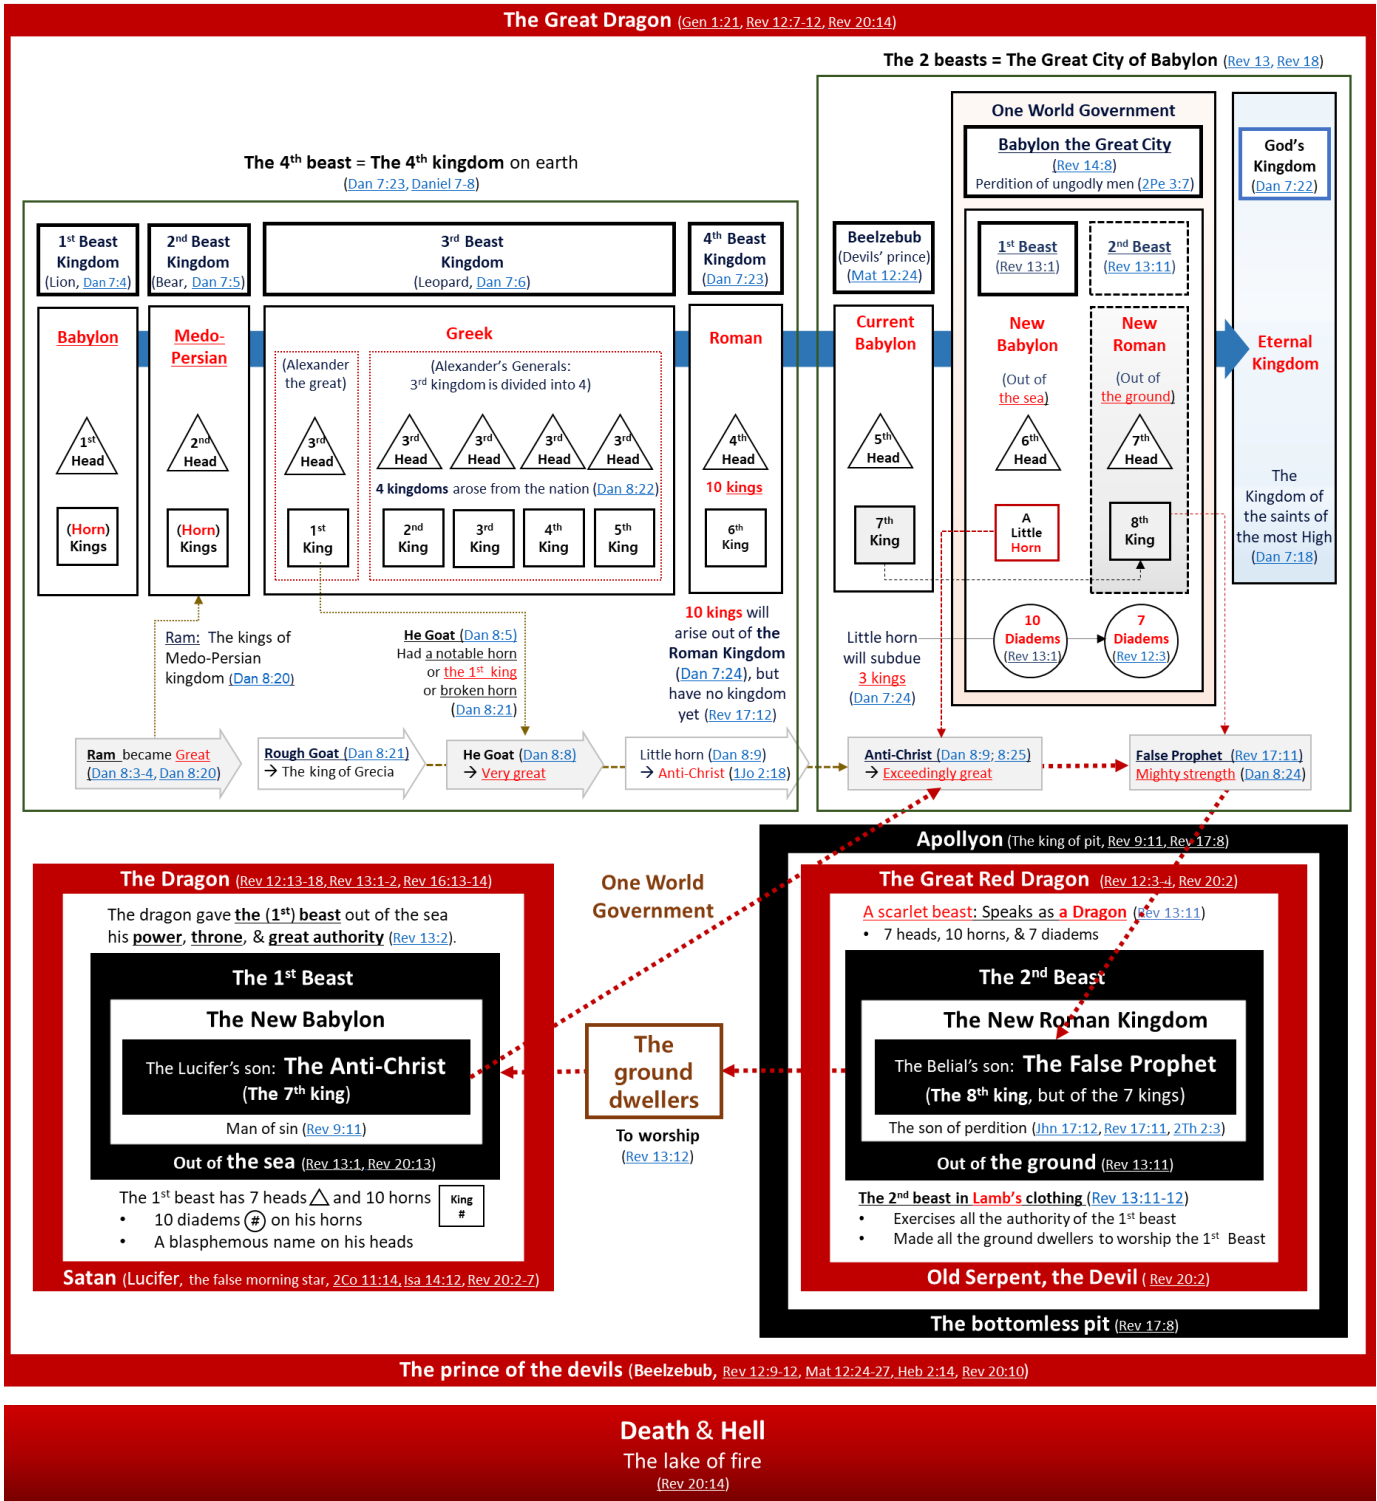 The Great Dragon (Gen 1:21, Rev 12:7-12, Rev 20:14)
The 2 beasts = The Great City of Babylon (Rev 13, Rev 18)
The 4th beast = The 4th kingdom on earth
(Dan 7:23, Daniel 7-8)
1st Beast
Kingdom
(Lion, Dan 7:4)
2nd Beast
Kingdom
(Bear, Dan 7:5)
3rd Beast
Kingdom
(Leopard, Dan 7:6)
4th Beast
Kingdom
(Dan 7:23)
Beelzebub
(Devils' prince)
(Mat 12:24)
One World Government
Babylon the Great City
(Rev 14:8)
Perdition of ungodly men (2Pe 3:7)
1st Beast
(Rev 13:1)
2nd Beast
(Rev 13:11)
God's
Kingdom
(Dan 7:22)
Babylon
1st
Head
(Horn)
Kings
Medo-
Persian
2nd
Head
(Horn)
Kings
Greek
(Alexander
the great)
3rd
Head
1st
King
(Alexander's Generals:
3rd kingdom is divided into 4)
3rd
Head
3rd
Head
3rd
Head
3rd
Head
4 kingdoms arose from the nation (Dan 8:22)
2nd
King
3rd
King
4th
King
5th
King
Roman
4th
Head
10 kings
6th
King
Current
Babylon
5th
Head
7th
King
New
Babylon
(Out of
the sea)
6th
Head
A
Little
Horn
10
Diadems
(Rev 13:1)
New
Roman
(Out of
the ground)
7th
Head
8th
King
7
Diadems
(Rev 12:3)
Eternal
Kingdom
The
Kingdom of
the saints of
the most High
(Dan 7:18)
Ram: The kings of
Medo-Persian
kingdom (Dan 8:20)
He Goat (Dan 8:5)
Had a notable horn
or the 1st king
or broken horn
(Dan 8:21)
10 kings will
arise out of the
Roman Kingdom
(Dan 7:24), but
have no kingdom
yet (Rev 17:12)
Little horn
will subdue
3 kings
(Dan 7:24)
Ram became Great
(Dan 8:3-4, Dan 8:20)
Rough Goat (Dan 8:21)
→ The king of Grecia
He Goat (Dan 8:8)
→ Very great
Little horn (Dan 8:9)
→ Anti-Christ (1Jo 2:18)
Anti-Christ (Dan 8:9; 8:25)
→ Exceedingly great
False Prophet (Rev 17:11)
Mighty strength (Dan 8:24)
The Dragon (Rev 12:13-18, Rev 13:1-2, Rev 16:13-14)
The dragon gave the (1st) beast out of the sea
his power, throne, & great authority (Rev 13:2).
The 1st Beast
The New Babylon
The Lucifer's son: The Anti-Christ
(The 7th king)
Man of sin (Rev 9:11)
Out of the sea (Rev 13:1, Rev 20:13)
The 1st beast has 7 heads and 10 horns
King
#
• 10 diadems # on his horns
• A blasphemous name on his heads
Satan (Lucifer, the false morning star, 2Co 11:14, Isa 14:12, Rev 20:2-7)
One World
Government
The
ground
dwellers
To worship
(Rev 13:12)
Apollyon (The king of pit, Rev 9:11, Rev 17:8)
The Great Red Dragon (Rev 12:3-4, Rev 20:2)
A scarlet beast: Speaks as a Dragon (Rev 13:11)
• 7 heads, 10 horns, & 7 diadems
The 2nd Beast
The New Roman Kingdom
The Belial's son: The False Prophet
(The 8th king, but of the 7 kings)
The son of perdition (Jhn 17:12, Rev 17:11, 2Th 2:3)
Out of the ground (Rev 13:11)
The 2nd beast in Lamb's clothing (Rev 13:11-12)
• Exercises all the authority of the 1st beast
• Made all the ground dwellers to worship the 1st Beast
Old Serpent, the Devil ( Rev 20:2)
The bottomless pit (Rev 17:8)
The prince of the devils (Beelzebub, Rev 12:9-12, Mat 12:24-27, Heb 2:14, Rev 20:10)
Death & Hell
The lake of fire
(Rev 20:14)